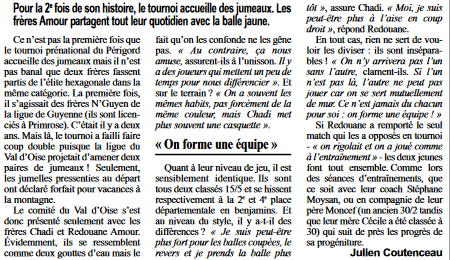 Pour la 2e fois de son histoire, le tournoi accueille des jumeaux. Les
frères Amour partagent tout leur quotidien avec la balle jaune.
Ce n'est pas la première fois que
le tournoi prénational du Périgord
accueille des jumeaux mais il n'est
pas banal que deux frères fassent
partis de l'élite hexagonale dans la
même catégorie. La première fois,
il s'agissait des frères N'Guyen de
la ligue de Guyenne (ils sont licen-
ciés à Primrose). C'était il y a deux
ans. Mais là, le tournoi a failli faire
coup double puisque la ligue du
Val d'Oise projetait d'amener deux
paires de jumeaux ! Seulement,
les jumelles pressenties au départ
ont déclaré forfait pour vacances à
la montagne.
Le comité du Val d'Oise s'est
donc présenté seulement avec les
frères Chadi et Redouane Amour.
Évidemment, ils se ressemblent
comme deux gouttes d'eau mais le
fait qu'on les confonde ne les gêne
pas. « Au contraire, ça nous
amuse, assurent-ils à l'unisson. Il
y a des joueurs qui mettent un peu de
temps pour nous différencier ». Et
sur le terrain ? « On a souvent les
mêmes habits, pas forcément de la
même couleur, mais Chadi met
plus souvent une casquette ».
« On forme une équipe »
Quant à leur niveau de jeu, il est
sensiblement identique. Ils sont
tous deux classés 15/5 et se hissent
respectivement à la 2e et 4e place
départementale en benjamins. Et
au niveau du style, il y a-t-il des
différences ? « Je suis peut-être
plus fort pour les balles coupées, le
revers et je prends la balle plus
tôt », assure Chadi. « Moi, je suis
peut-être plus à l'aise en coup
droit », répond Redouane.
En tout cas, rien ne sert de vou-
loir les diviser : ils sont insépara-
bles ! « On n'y arrivera pas l'un
sans l'autre, clament-ils. Si l'un
n'est pas là, l'autre ne peut pas
jouer car on se sert mutuellement
de mur. Ce n'est jamais du chacun
pour soi : on forme une équipe ! »
Si Redouane a remporté le seul
match qui les a opposés en tournoi
- « on rigolait et on a joué comme
à l'entraînement » - les deux jeunes
font tout ensemble. Comme lors
des séances d'entraînements, que
ce soit avec leur coach Stéphane
Moysan, ou en compagnie de leur
père Moncef (un ancien 30/2 tandis
que leur mère Cécile a été classée à
30) qui suit de près les progrès de
sa progéniture.
Julien Coutenceau